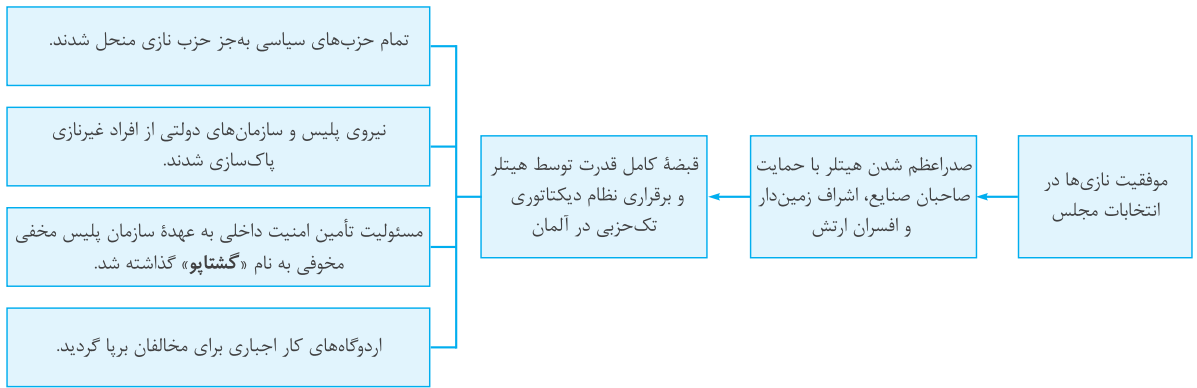 موفقیت نازی‌ها در
انتخابات مجلس
صدراعظم شدن هیتلر با حمایت
صاحبان صنایع، اشراف زمین‌دار
و افسران ارتش
قبضهٔ کامل قدرت توسط هیتلر
و برقراری نظام دیکتاتوری
تک‌حزبی در آلمان
تمام حزب‌های سیاسی به‌جز حزب نازی منحل شدند.
نیروی پلیس و سازمان‌های دولتی از افراد غیرنازی
پاک‌سازی شدند.
مسئولیت تأمین امنیت داخلی به عهدهٔ سازمان پلیس مخفی
مخوفی به نام «گشتاپو» گذاشته شد.
اردوگاه‌های کار اجباری برای مخالفان برپا گردید.